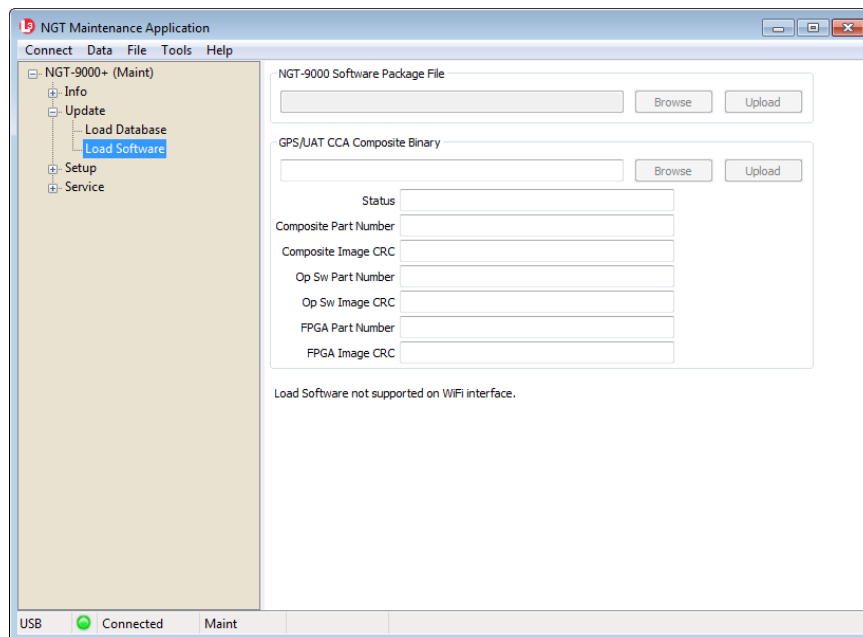 NGT Maintenance Application
Connect Data File Tools Help
NGT-9000+ (Maint)
Info
Update
Load Database
Load Software
Setup
Service
NGT-9000 Software Package File
Browse Upload
GPS/UAT CCA Composite Binary
Browse Upload
Status
Composite Part Number
Composite Image CRC
Op Sw Part Number
Op Sw Image CRC
FPGA Part Number
FPGA Image CRC
Load Software not supported on WiFi interface.
USB Connected Maint